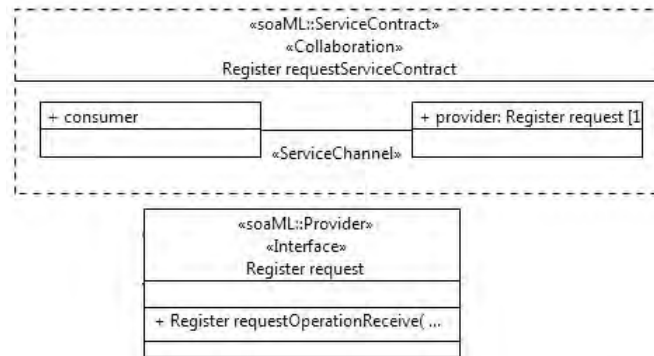 «soaML::ServiceContract»
«Collaboration»
Register requestServiceContract
+ consumer
+ provider: Register request [1
«ServiceChannel»
«soaML::Provider»
«Interface»
Register request
+ Register requestOperationReceive( ...